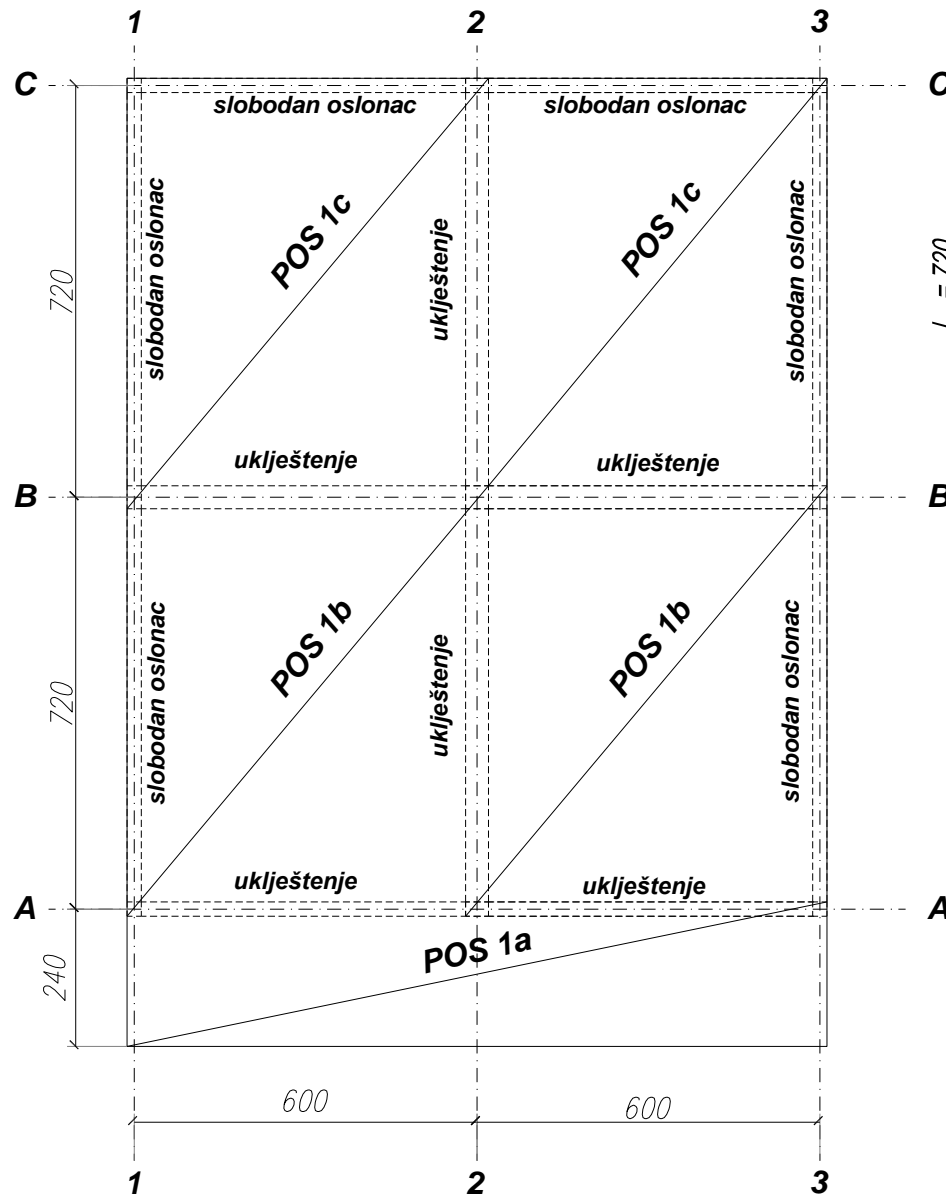 1 2 3
C C
slobodan oslonac slobodan oslonac
slobodan oslonac
POS 1c
uklještenje
POS 1c
slobodan oslonac
720
= 720
uklještenje uklještenje
B B
slobodan oslonac
POS 1b
uklještenje
POS 1b
slobodan oslonac
720
uklještenje uklještenje
A A
POS 1a
240
600 600
1 2 3